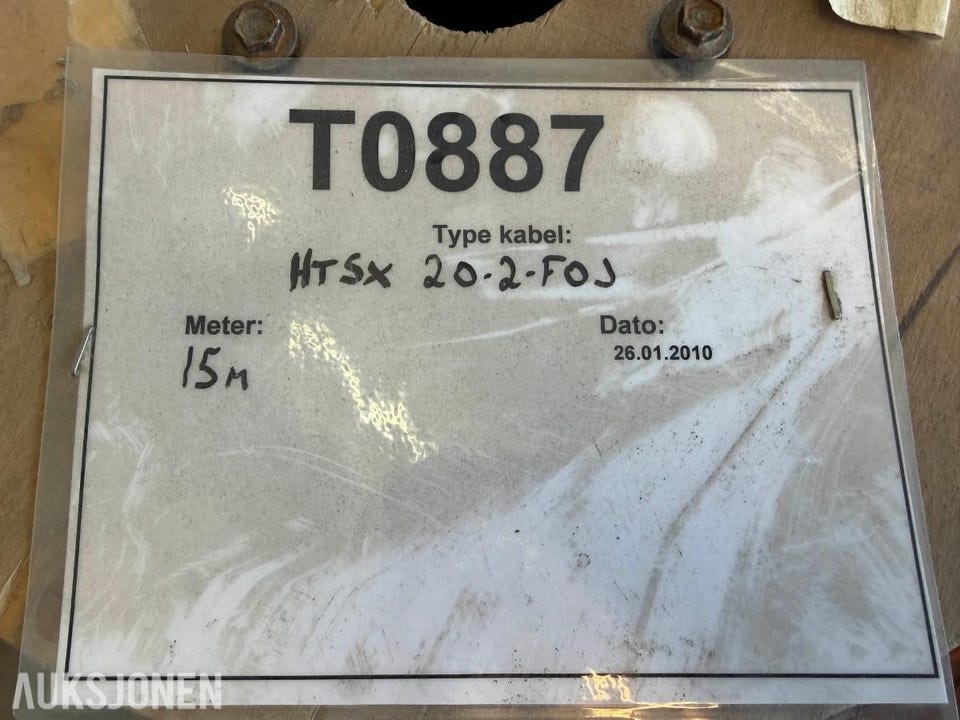 T0887
Type kabel:
HTSX 20-2-FOJ
Meter:
15M
Dato:
26.01.2010
AUKSJONEN